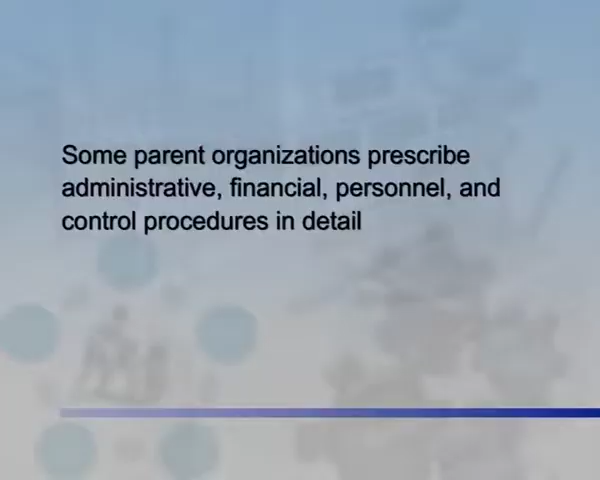 Some parent organizations prescribe
administrative, financial, personnel, and
control procedures in detail